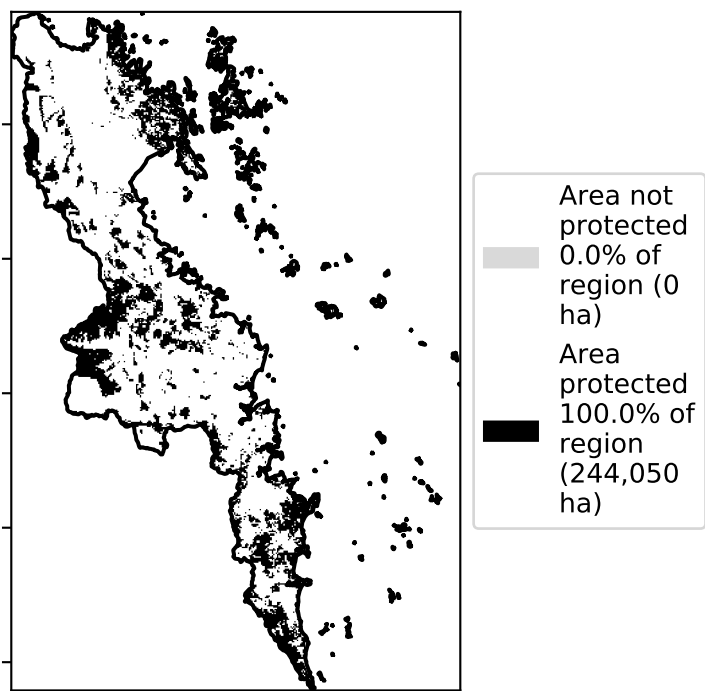 Area not
protected
0.0% of
region (0
ha)
Area
protected
100.0% of
region
(244,050
ha)